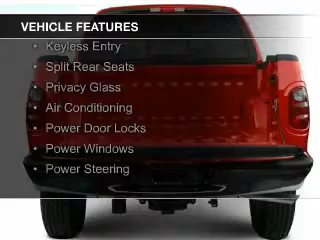 VEHICLE FEATURES
• Keyless Entry
• Split Rear Seats
• Privacy Glass
• Air Conditioning
• Power Door Locks
• Power Windows
• Power Steering